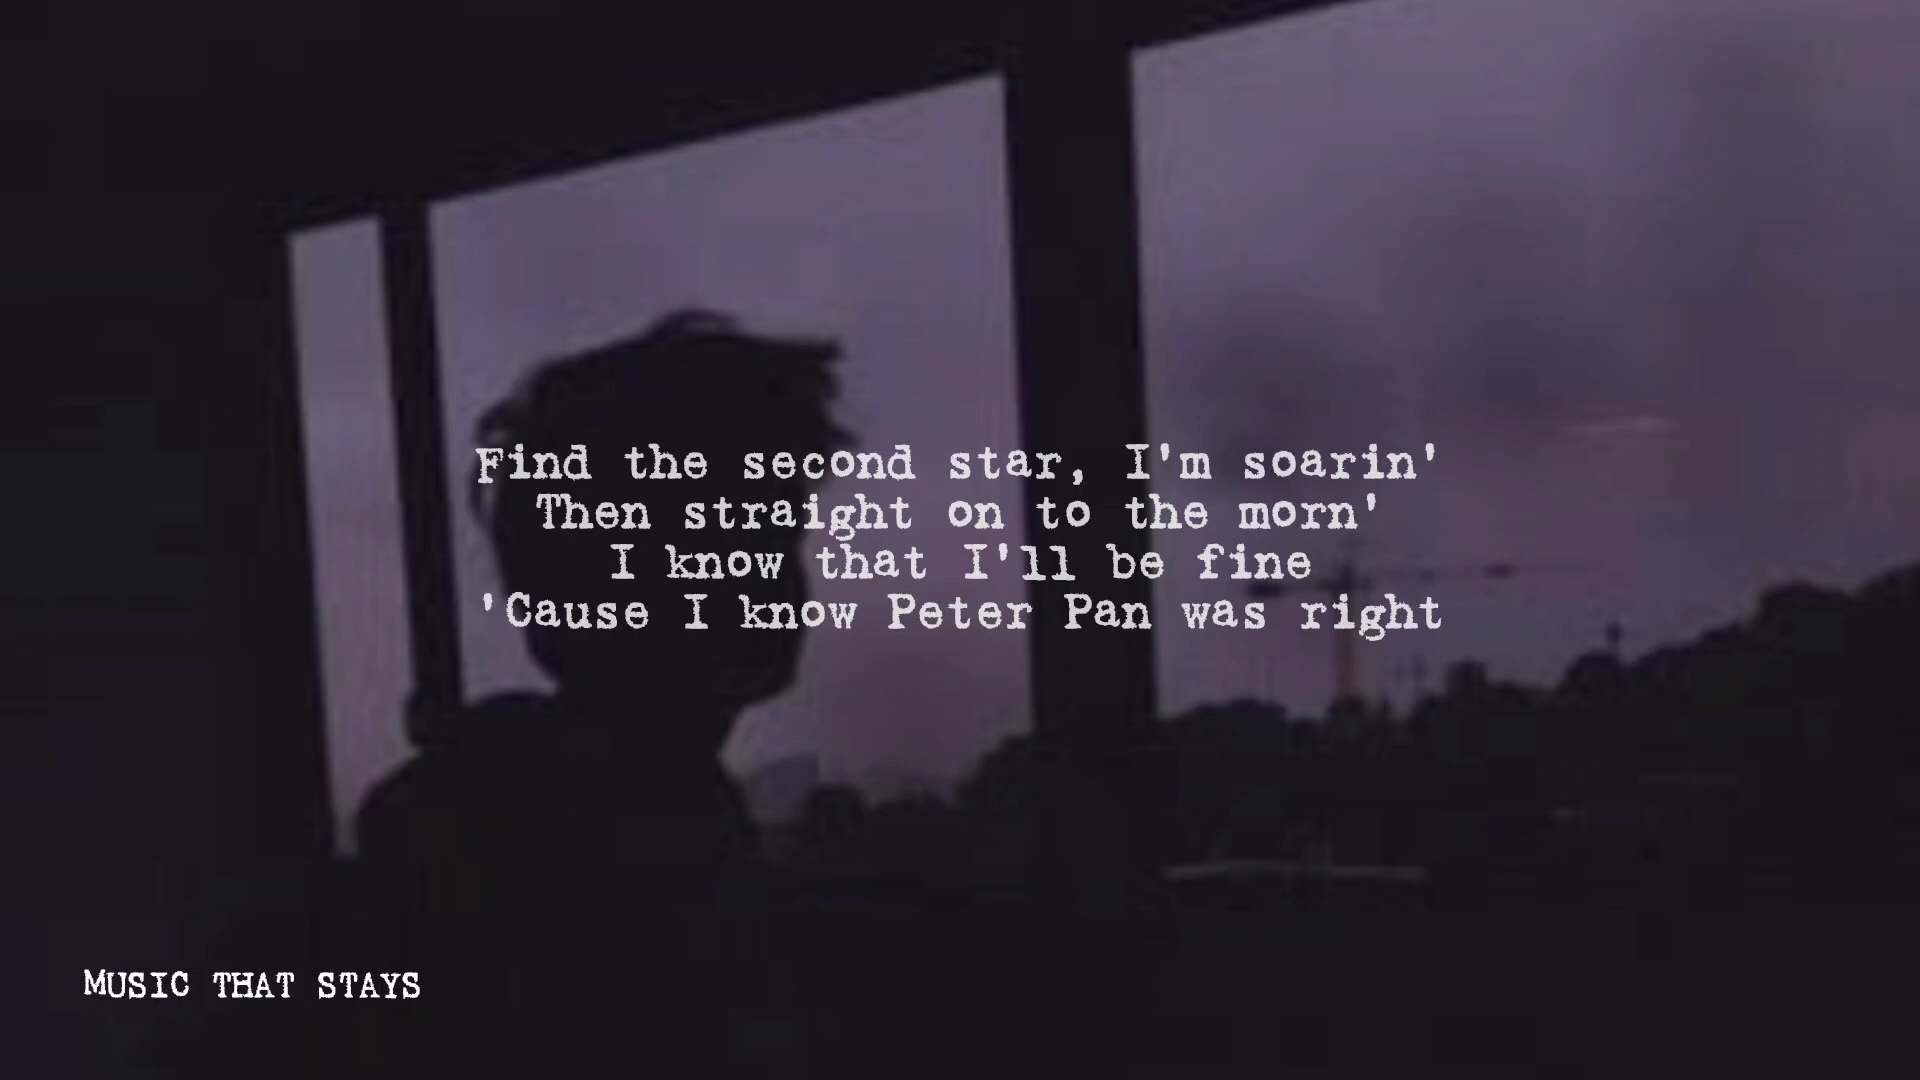 Find the second star, I'm soarin'
Then straight on to the morn'
I know that I'll be fine
'Cause I know Peter Pan was right
MUSIC THAT STAYS